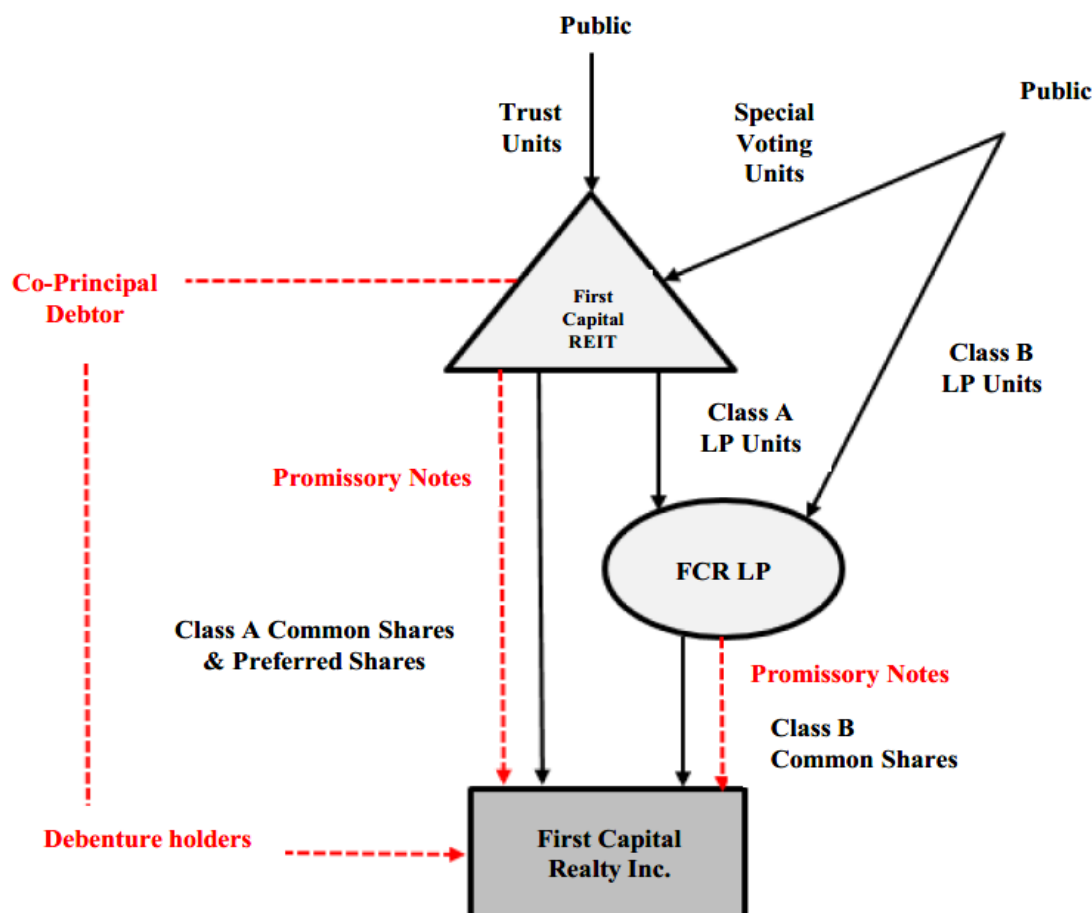 Public
Public
Trust
Units
Special
Voting
Units
Co-Principal
Debtor
First
Capital
REIT
Class B
LP Units
Class A
LP Units
Promissory Notes
FCR LP
Class A Common Shares
& Preferred Shares
Promissory Notes
Class B
Common Shares
Debenture holders
First Capital
Realty Inc.